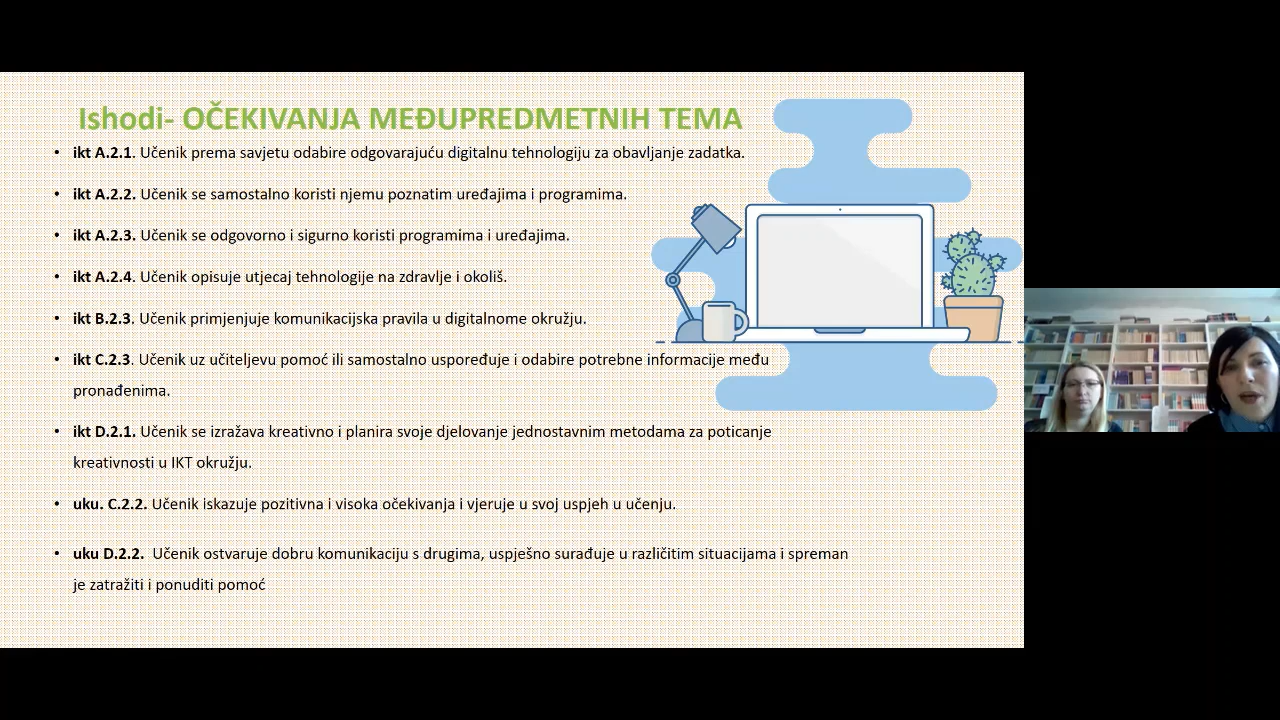 Ishodi- OČEKIVANJA MEĐUPREDMETNIH TEMA
• ikt A.2.1. Učenik prema savjetu odabire odgovarajuću digitalnu tehnologiju za obavljanje zadatka.
• ikt A.2.2. Učenik se samostalno koristi njemu poznatim uređajima i programima.
• ikt A.2.3. Učenik se odgovorno i sigurno koristi programima i uređajima.
• ikt A.2.4. Učenik opisuje utjecaj tehnologije na zdravlje i okoliš.
• ikt B.2.3. Učenik primjenjuje komunikacijska pravila u digitalnome okružju.
• ikt C.2.3. Učenik uz učiteljevu pomoć ili samostalno uspoređuje i odabire potrebne informacije među
pronađenima.
• ikt D.2.1. Učenik se izražava kreativno i planira svoje djelovanje jednostavnim metodama za poticanje
kreativnosti u IKT okružju.
• uku. C.2.2. Učenik iskazuje pozitivna i visoka očekivanja i vjeruje u svoj uspjeh u učenju.
• uku D.2.2. Učenik ostvaruje dobru komunikaciju s drugima, uspješno surađuje u različitim situacijama i spreman
je zatražiti i ponuditi pomoć